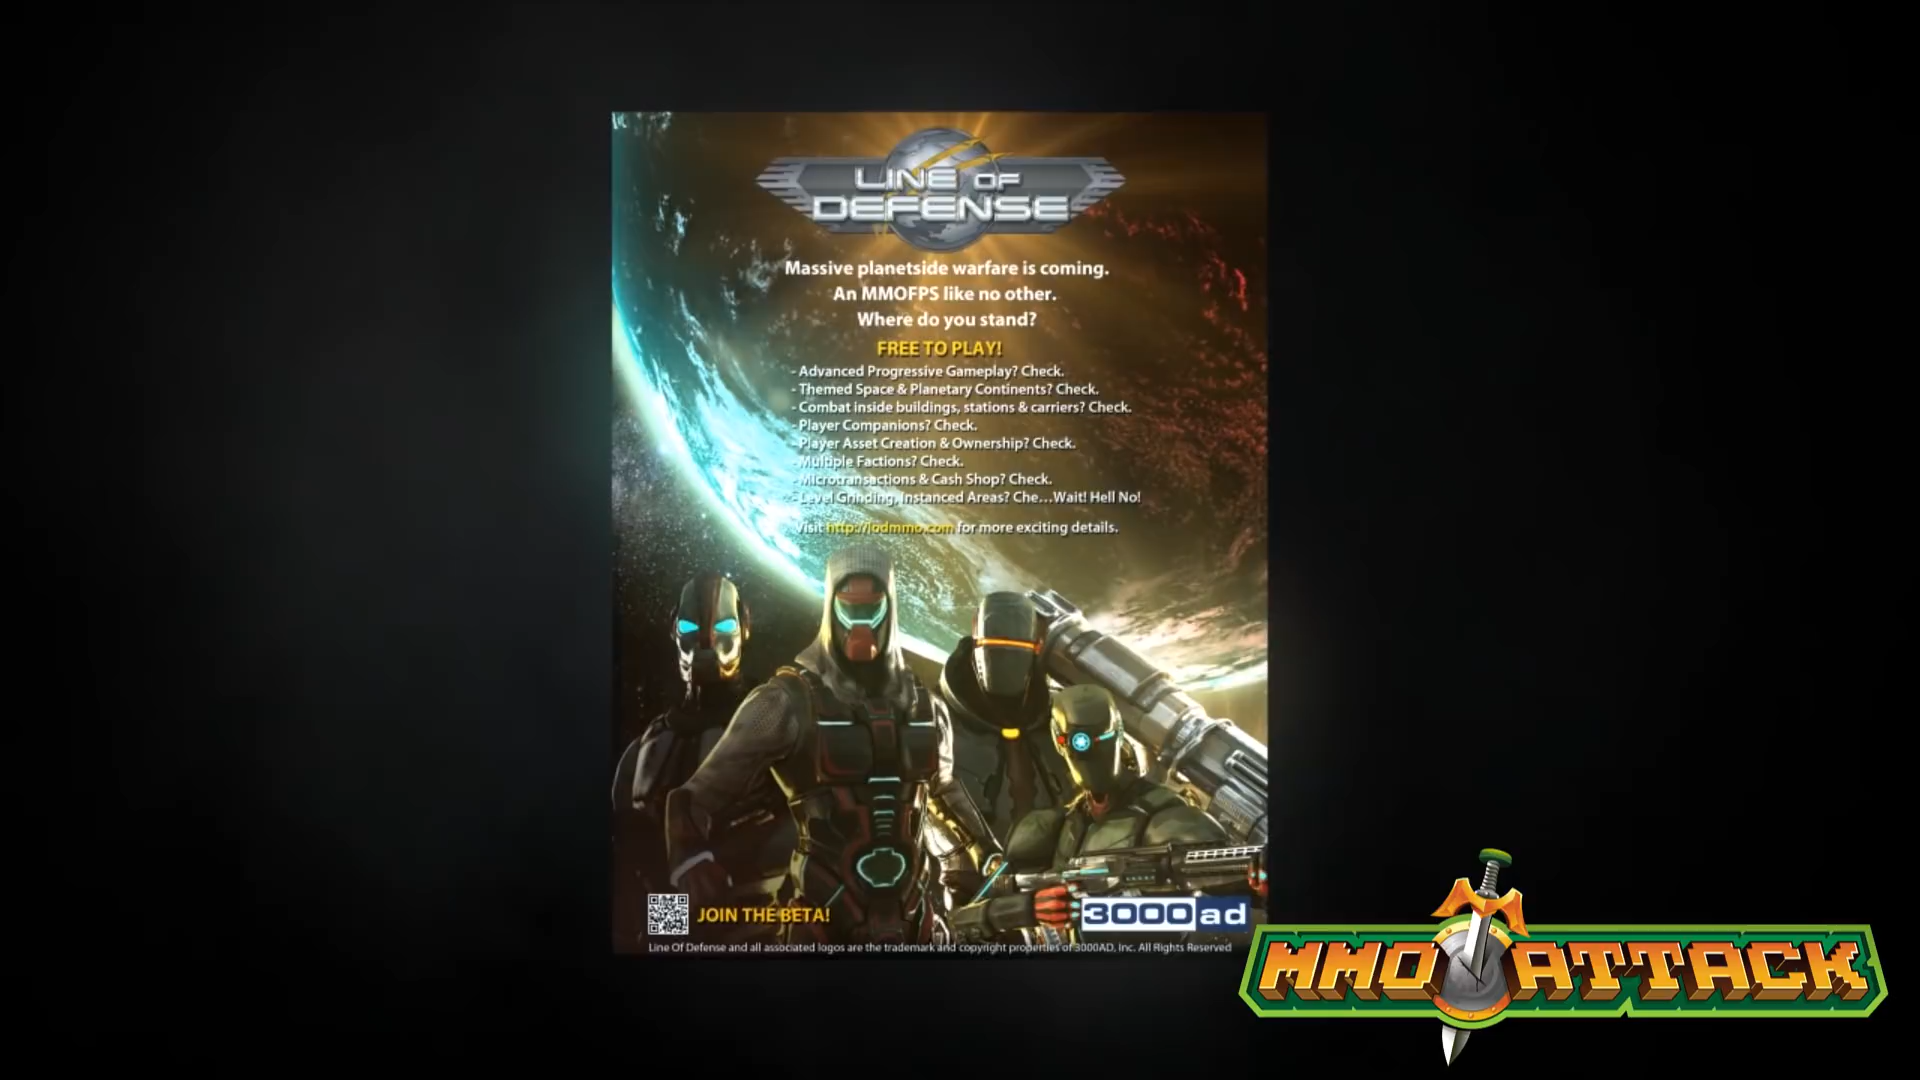 LINE OF
DEFENSE
Massive planetside warfare is coming.
An MMOFPS like no other.
Where do you stand?
FREE TO PLAY!
- Advanced Progressive Gameplay? Check.
- Themed Space & Planetary Continents? Check.
- Combat inside buildings, stations & carriers? Check.
- Player Companions? Check.
- Player Asset Creation & Ownership? Check.
- Multiple Factions? Check.
- Microtransactions & Cash Shop? Check.
- Level Grinding, Instanced Areas? Che...Wait! Hell No!
Visit http://lodmmo.com for more exciting details.
JOIN THE BETA!
3000ad
Line Of Defense and all associated logos are the trademark and copyright properties of 3000AD, Inc. All Rights Reserved
MMO ATTACK